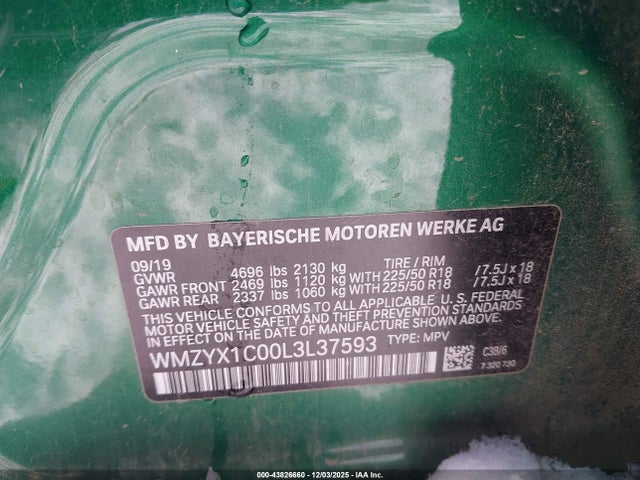 MFD BY BAYERISCHE MOTOREN WERKE AG
09/19 TIRE / RIM
GVWR 4696 lbs 2130 kg
GAWR FRONT 2469 lbs 1120 kg WITH 225/50 R18 /7.5J x 18
GAWR REAR 2337 lbs 1060 kg WITH 225/50 R18 /7.5J x 18
THIS VEHICLE CONFORMS TO ALL APPLICABLE U. S. FEDERAL
MOTOR VEHICLE SAFETY, BUMPER, AND THEFT PREVENTION STANDARDS
IN EFFECT ON THE DATE OF MANUFACTURE SHOWN ABOVE.
WMZYX1C00L3L37593 TYPE: MPV
C3B/6
7 320 730
000-43826660 - 12/03/2025 - IAA Inc.